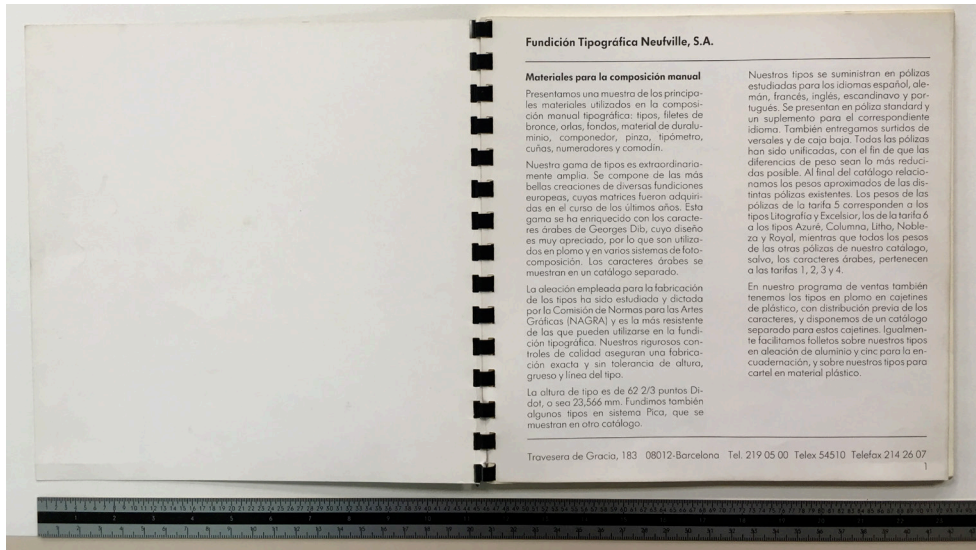 Fundición Tipográfica Neufville, S.A.
Materiales para la composición manual
Presentamos una muestra de los principa-
les materiales utilizados en la composi-
ción manual tipográfica: tipos, filetes de
bronce, orlas, fondos, material de duralu-
minio, componedor, pinza, tipómetro,
cuñas, numeradores y comodín.
Nuestra gama de tipos es extraordinaria-
mente amplia. Se compone de las más
bellas creaciones de diversas fundiciones
europeas, cuyas matrices fueron adquiri-
das en el curso de los últimos años. Esta
gama se ha enriquecido con los caracte-
res árabes de Georges Dib, cuyo diseño
es muy apreciado, por lo que son utiliza-
dos en plomo y en varios sistemas de foto-
composición. Los caracteres árabes se
muestran en un catálogo separado.
La aleación empleada para la fabricación
de los tipos ha sido estudiada y dictada
por la Comisión de Normas para las Artes
Gráficas (NAGRA) y es la más resistente
de las que pueden utilizarse en la fundi-
ción tipográfica. Nuestros rigurosos con-
troles de calidad aseguran una fabrica-
ción exacta y sin tolerancia de altura,
grueso y línea del tipo.
La altura de tipo es de 62 2/3 puntos Di-
dot, o sea 23,566 mm. Fundimos también
algunos tipos en sistema Pica, que se
muestran en otro catálogo.
Nuestros tipos se suministran en pólizas
estudiadas para los idiomas español, ale-
mán, francés, inglés, escandinavo y por-
tugués. Se presentan en póliza standard y
un suplemento para el correspondiente
idioma. También entregamos surtidos de
versales y de caja baja. Todas las pólizas
han sido unificadas, con el fin de que las
diferencias de peso sean lo más reduci-
das posible. Al final del catálogo relacio-
namos los pesos aproximados de las dis-
tintas pólizas existentes. Los pesos de las
pólizas de la tarifa 5 corresponden a los
tipos Litografía y Excelsior, los de la tarifa 6
a los tipos Azuré, Columna, Litho, Noble-
za y Royal, mientras que todos los pesos
de las otras pólizas de nuestro catálogo,
salvo, los caracteres árabes, pertenecen
a las tarifas 1, 2, 3 y 4.
En nuestro programa de ventas también
tenemos los tipos en plomo en cajetines
de plástico, con distribución previa de los
caracteres, y disponemos de un catálogo
separado para estos cajetines. Igualmen-
te facilitamos folletos sobre nuestros tipos
en aleación de aluminio y cinc para la en-
cuadernación, y sobre nuestros tipos para
cartel en material plástico.
Travesera de Gracia, 183 08012-Barcelona Tel. 219 05 00 Telex 54510 Telefax 214 26 07
1